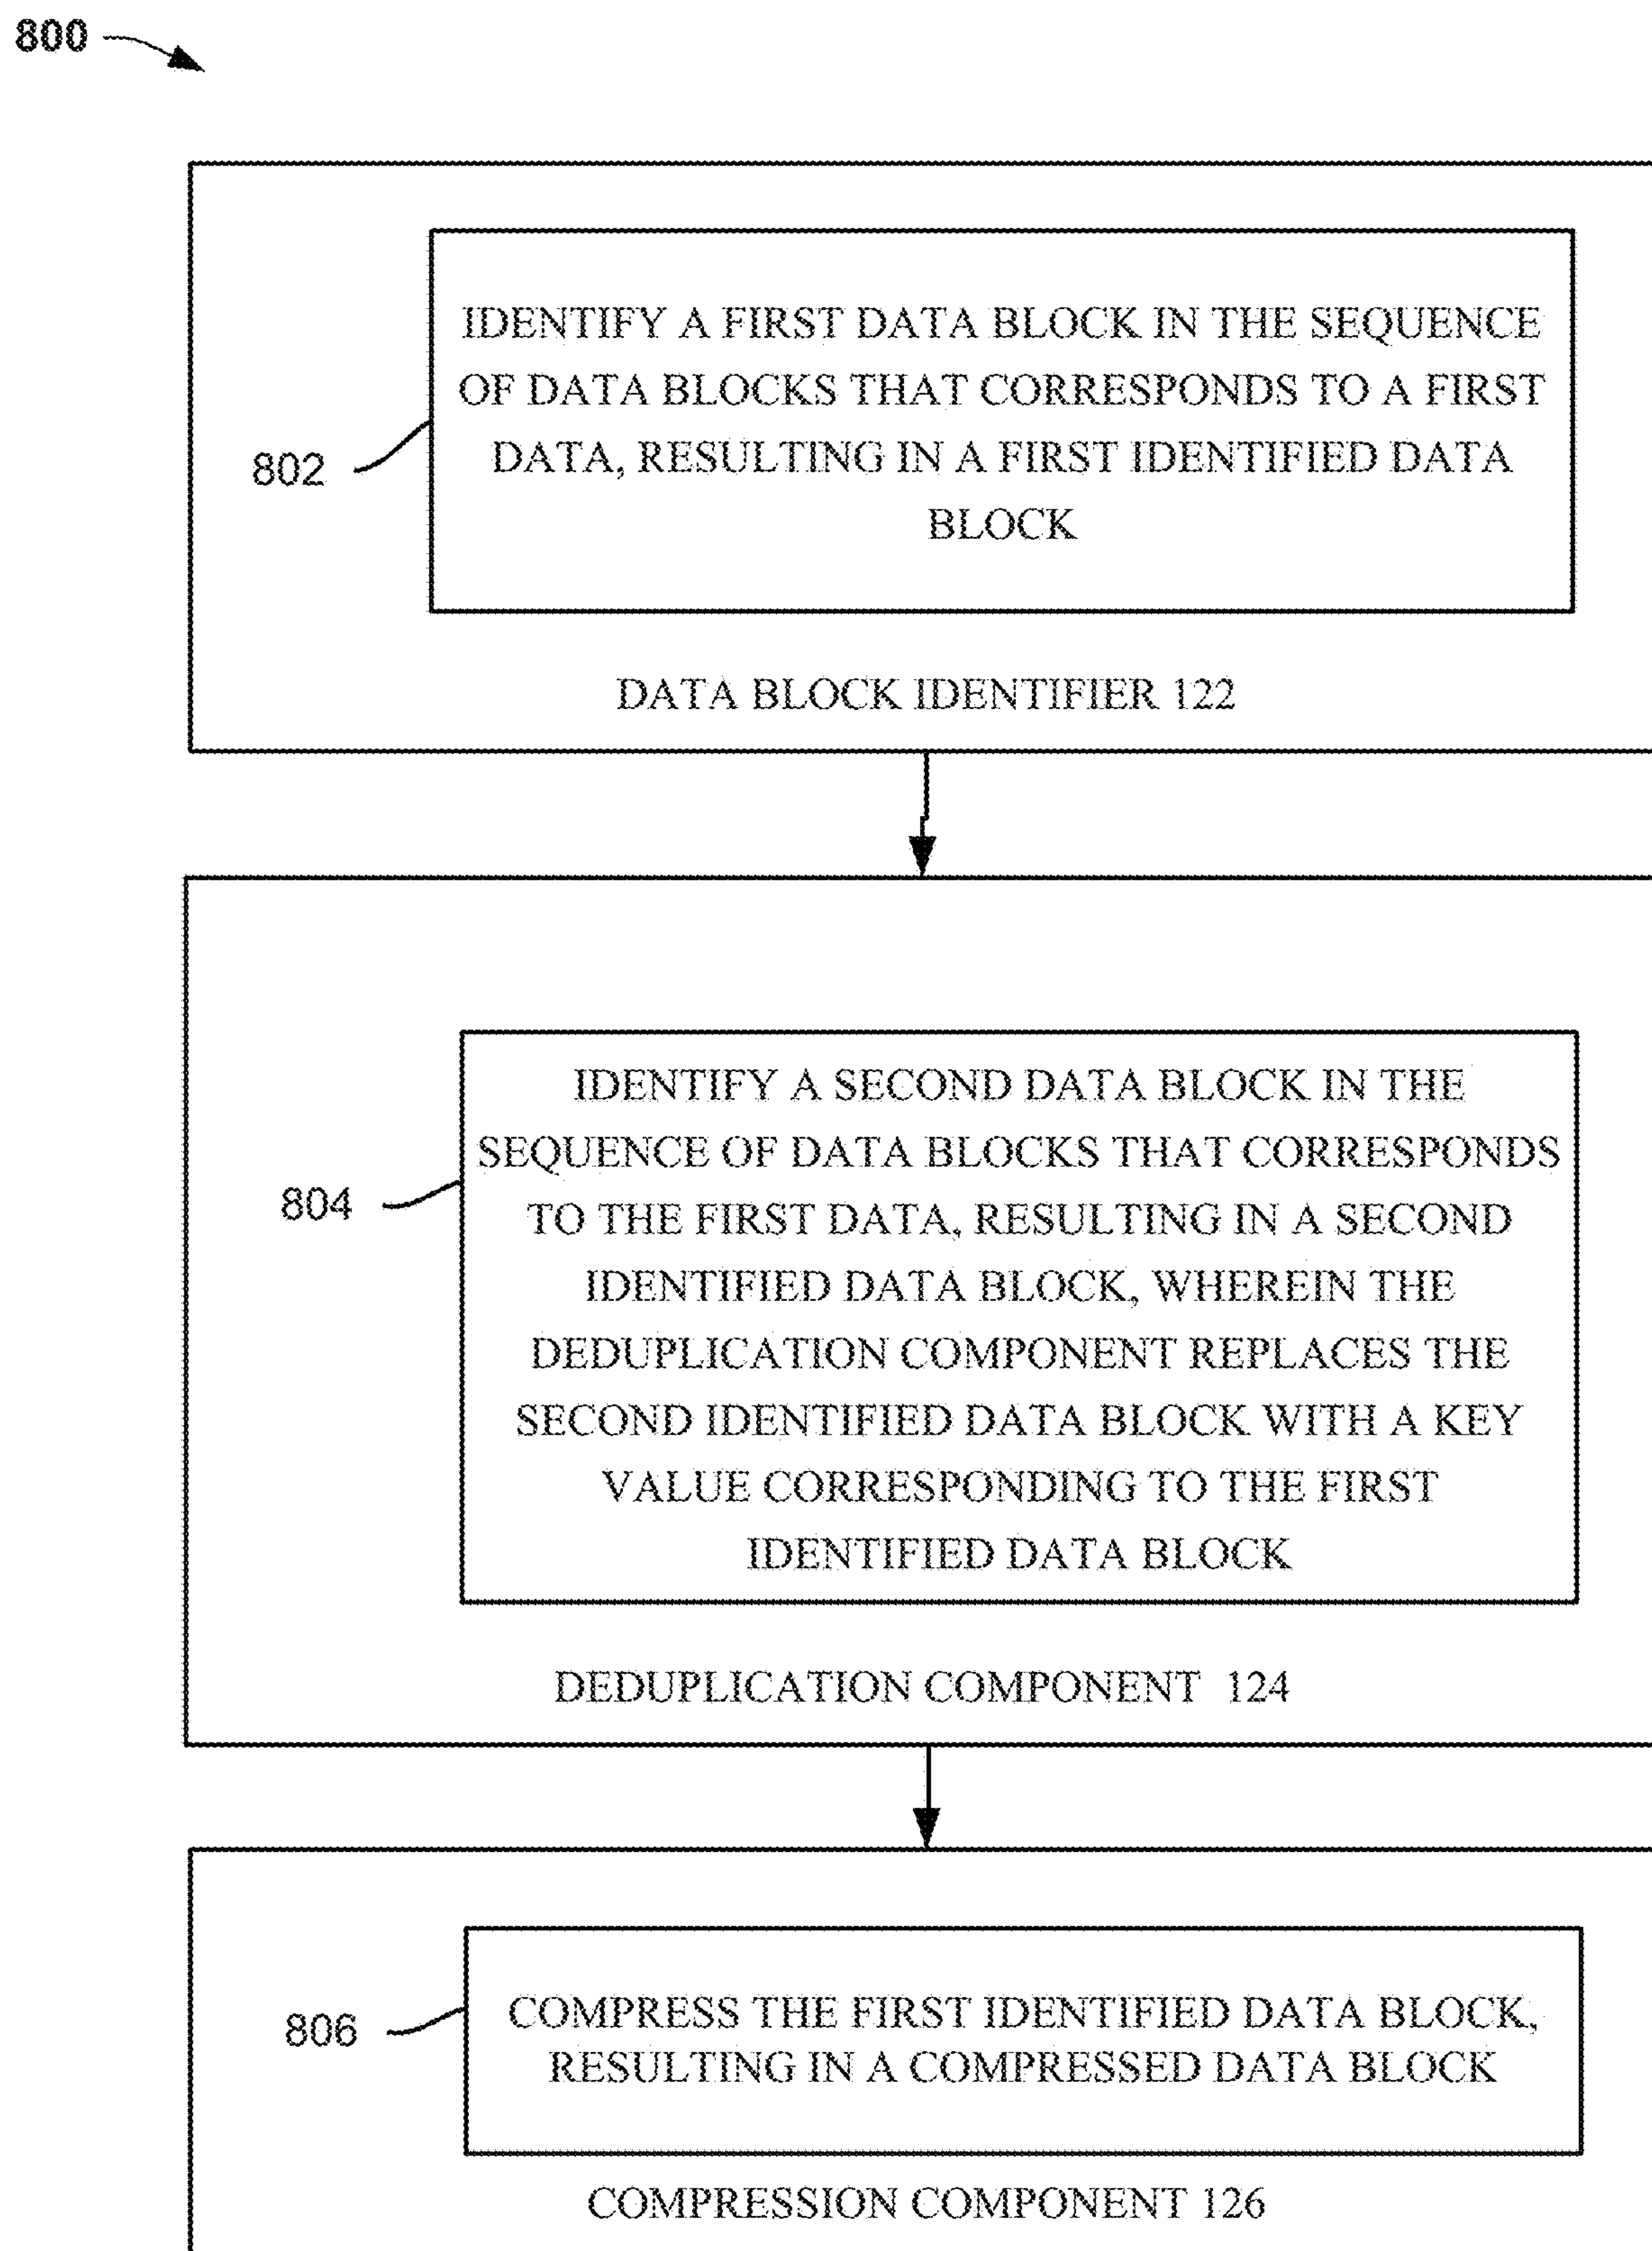 800
IDENTIFY A FIRST DATA BLOCK IN THE SEQUENCE
OF DATA BLOCKS THAT CORRESPONDS TO A FIRST
802
DATA, RESULTING IN A FIRST IDENTIFIED DATA
BLOCK
DATA BLOCK IDENTIFIER 122
IDENTIFY A SECOND DATA BLOCK IN THE
SEQUENCE OF DATA BLOCKS THAT CORRESPONDS
804
TO THE FIRST DATA, RESULTING IN A SECOND
IDENTIFIED DATA BLOCK, WHEREIN THE
DEDUPLICATION COMPONENT REPLACES THE
SECOND IDENTIFIED DATA BLOCK WITH A KEY
VALUE CORRESPONDING TO THE FIRST
IDENTIFIED DATA BLOCK
DEDUPLICATION COMPONENT 124
806
COMPRESS THE FIRST IDENTIFIED DATA BLOCK,
RESULTING IN A COMPRESSED DATA BLOCK
COMPRESSION COMPONENT 126